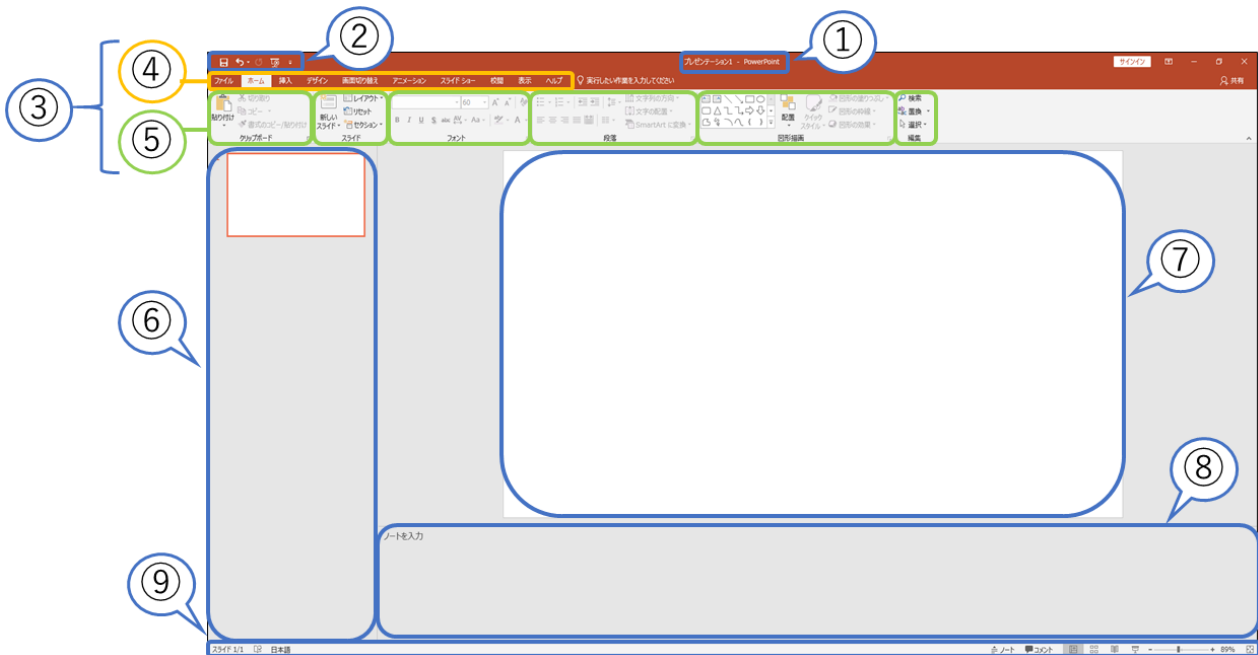 ②
①
④
③
⑤
プレゼンテーション1 - PowerPoint
サインイン
ファイル ホーム 挿入 デザイン 画面切り替え アニメーション スライド ショー 校閲 表示 ヘルプ 実行したい作業を入力してください
共有
貼り付け
切り取り
コピー
書式のコピー/貼り付け
クリップボード
新しい
スライド
レイアウト
リセット
セクション
スライド
60
B I U S abc AV Aa A
フォント
文字列の方向
文字の配置
SmartArt に変換
段落
配置
クイック
スタイル
図形の塗りつぶし
図形の枠線
図形の効果
図形描画
検索
置換
選択
編集
⑥
⑦
⑧
ノートを入力
⑨
スライド 1/1 日本語 ノート コメント 89%